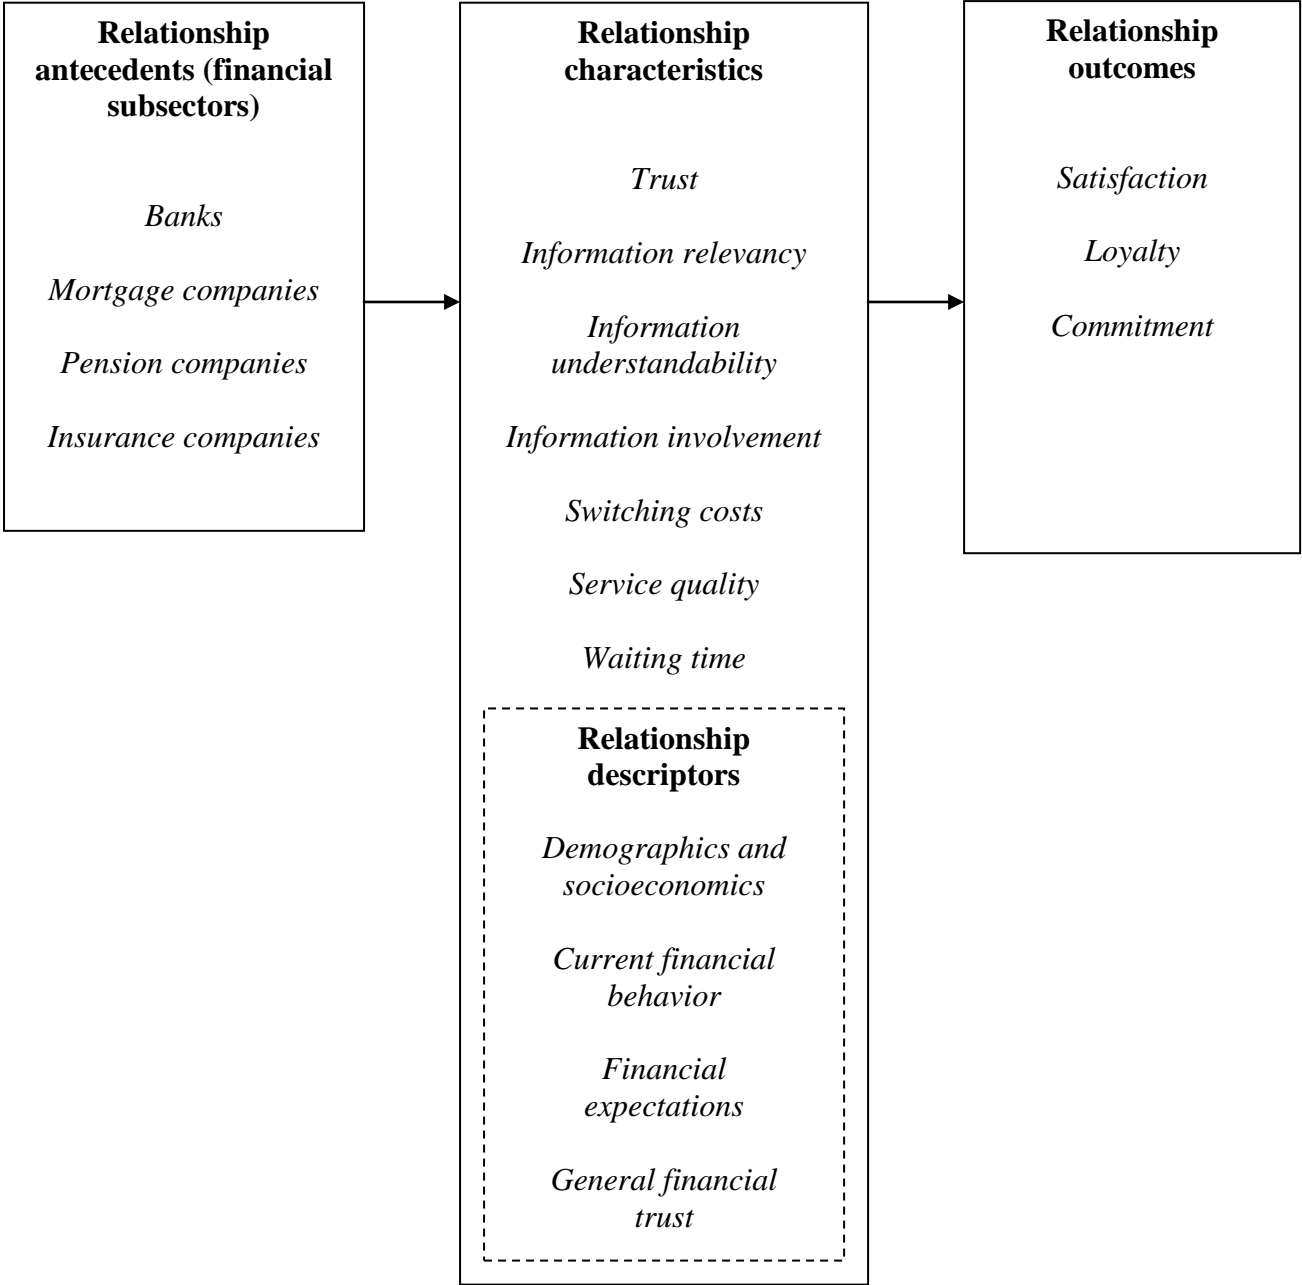 Relationship
antecedents (financial
subsectors)
Banks
Mortgage companies
Pension companies
Insurance companies
Relationship
characteristics
Trust
Information relevancy
Information
understandability
Information involvement
Switching costs
Service quality
Waiting time
Relationship
descriptors
Demographics and
socioeconomics
Current financial
behavior
Financial
expectations
General financial
trust
Relationship
outcomes
Satisfaction
Loyalty
Commitment